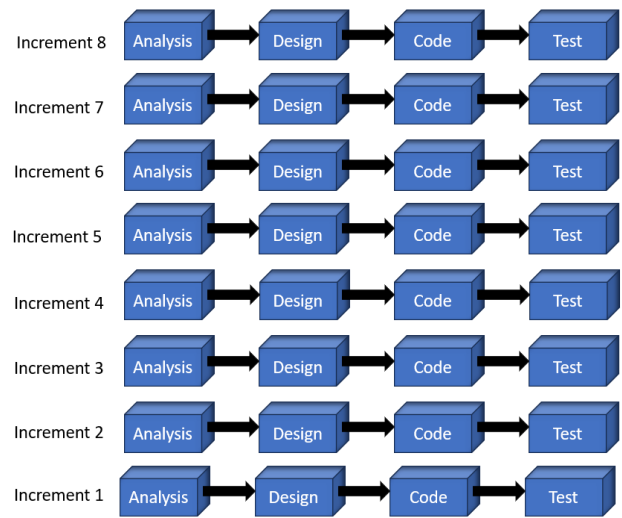 Increment 8 Analysis Design Code Test
Increment 7 Analysis Design Code Test
Increment 6 Analysis Design Code Test
Increment 5 Analysis Design Code Test
Increment 4 Analysis Design Code Test
Increment 3 Analysis Design Code Test
Increment 2 Analysis Design Code Test
Increment 1 Analysis Design Code Test